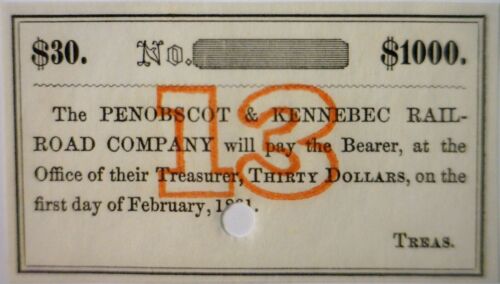 $30. No. $1000.
13
The PENOBSCOT & KENNEBEC RAIL-
ROAD COMPANY will pay the Bearer, at the
Office of their Treasurer, THIRTY DOLLARS, on the
first day of February,
TREAS.